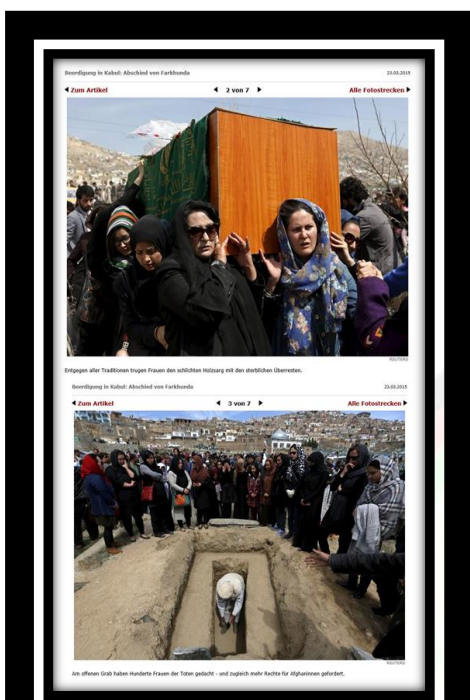 Beerdigung in Kabul: Abschied von Farkhunda 23.03.2015
◀ Zum Artikel ◀ 2 von 7 ▶ Alle Fotostrecken ▶
REUTERS
Entgegen aller Traditionen trugen Frauen den schlichten Holzsarg mit den sterblichen Überresten.
Beerdigung in Kabul: Abschied von Farkhunda 23.03.2015
◀ Zum Artikel ◀ 3 von 7 ▶ Alle Fotostrecken ▶
REUTERS
Am offenen Grab haben Hunderte Frauen der Toten gedacht - und zugleich mehr Rechte für Afghaninnen gefordert.